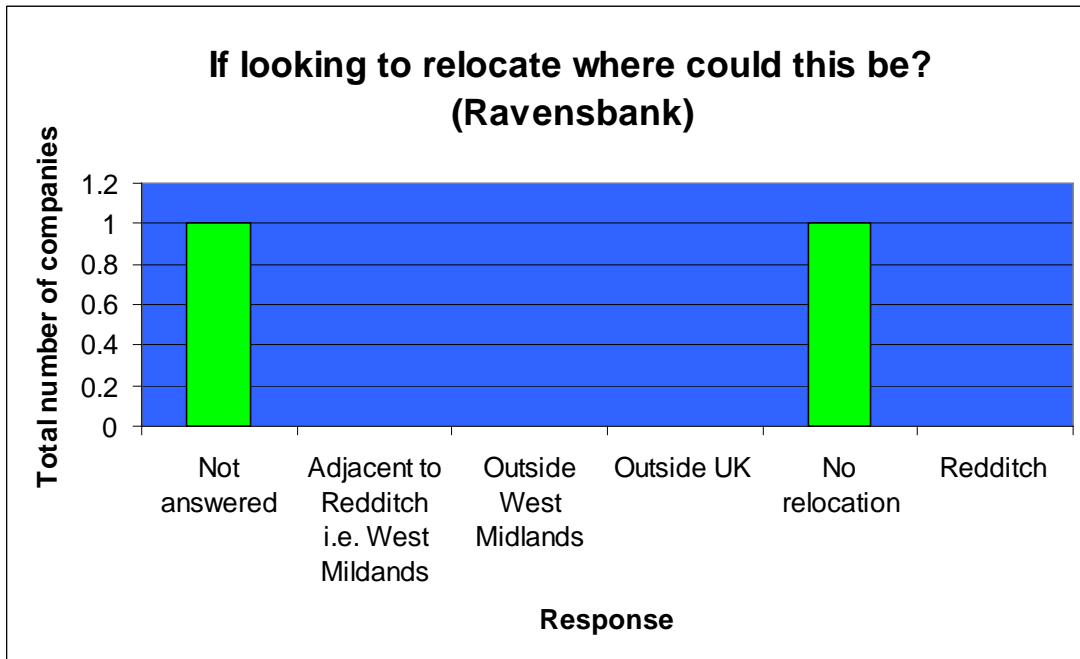 If looking to relocate where could this be?
(Ravensbank)
Total number of companies
1.2
1
0.8
0.6
0.4
0.2
0
Not
answered
Adjacent to
Redditch
i.e. West
Mildands
Outside
West
Midlands
Outside UK
No
relocation
Redditch
Response